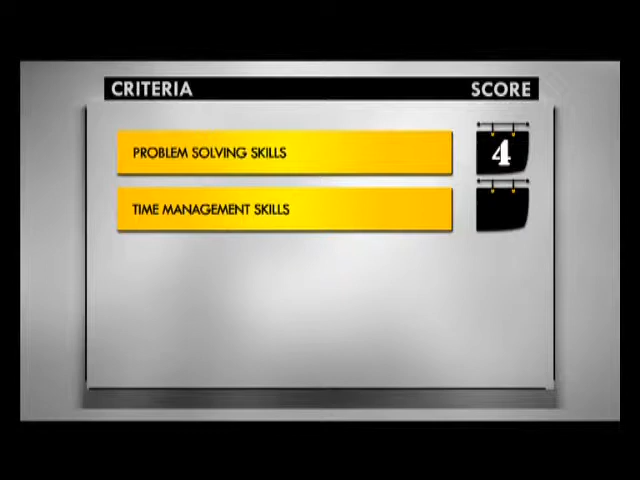 CRITERIA SCORE
PROBLEM SOLVING SKILLS 4
TIME MANAGEMENT SKILLS